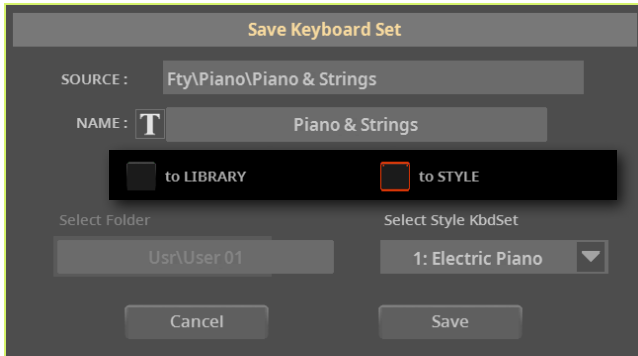 Save Keyboard Set
SOURCE : Fty\Piano\Piano & Strings
NAME : T Piano & Strings
to LIBRARY to STYLE
Select Folder Select Style KbdSet
Usr\User 01 1: Electric Piano
Cancel Save